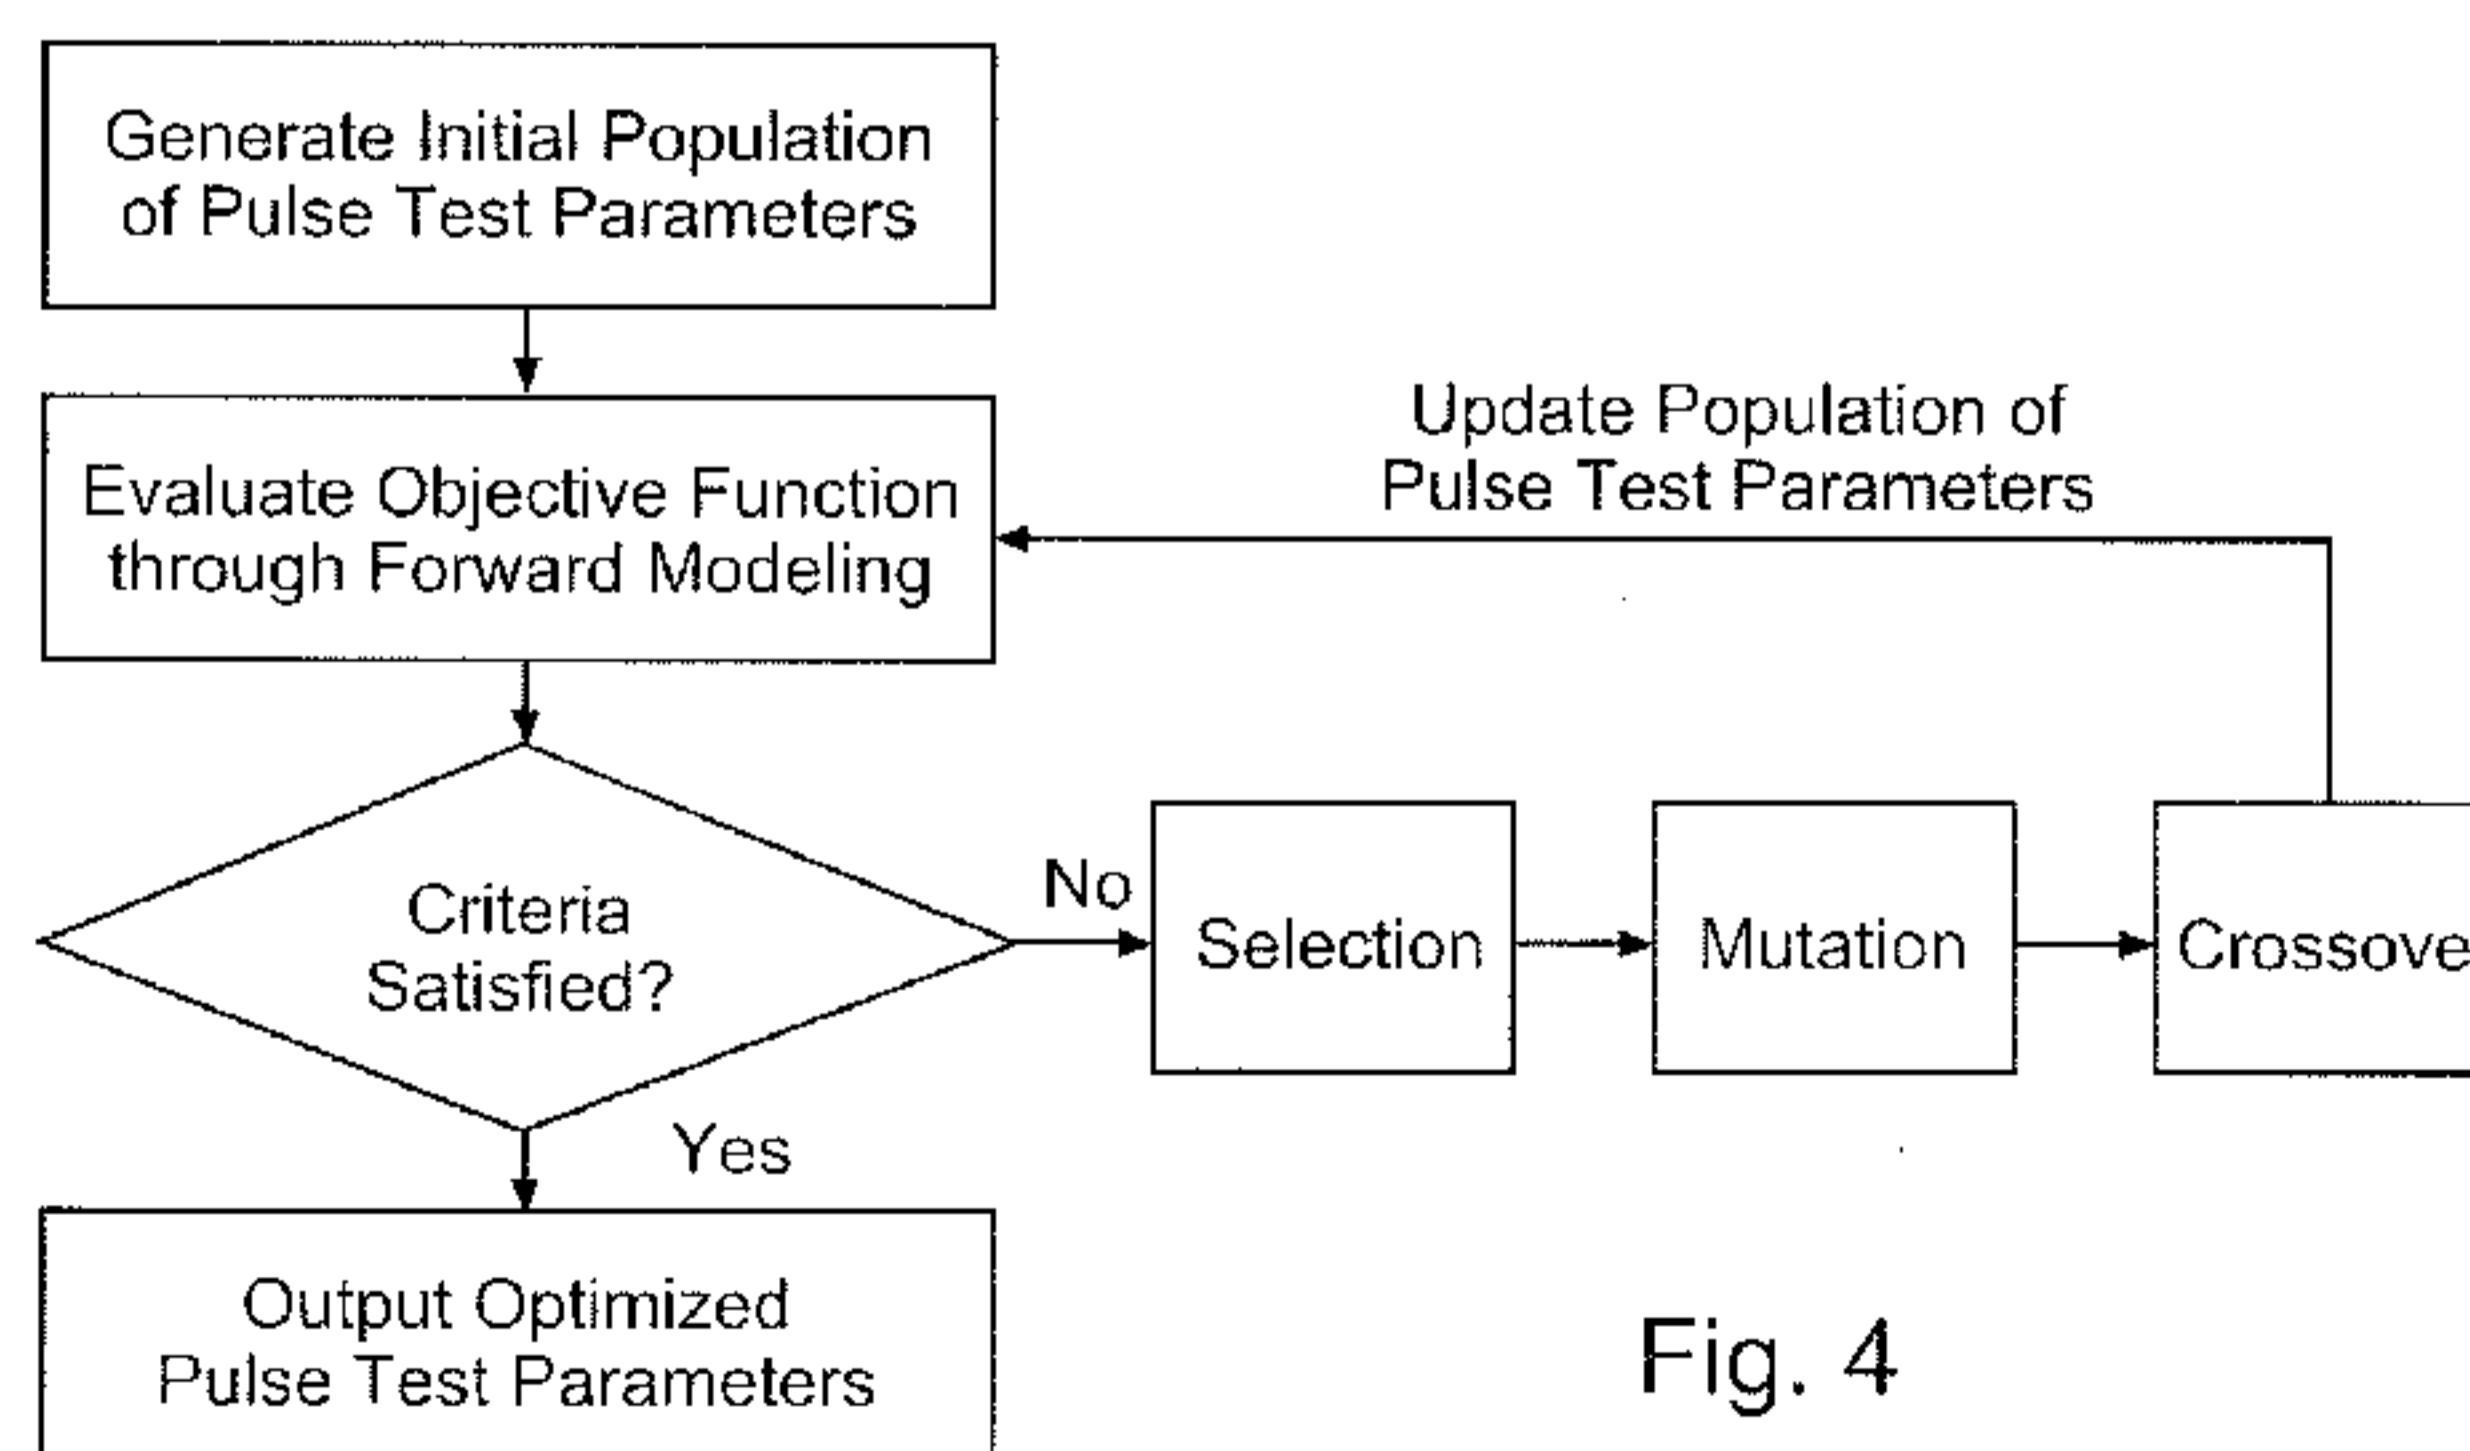 Generate Initial Population
of Pulse Test Parameters
Update Population of
Pulse Test Parameters
Evaluate Objective Function
through Forward Modeling
Criteria
Satisfied?
No
Selection
Mutation
Crossove
Yes
Output Optimized
Pulse Test Parameters
Fig. 4